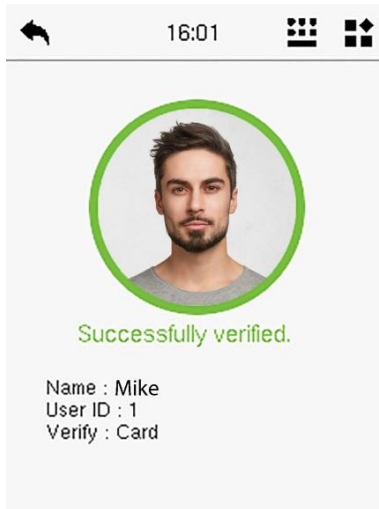 16:01
Successfully verified.
Name : Mike
User ID : 1
Verify : Card